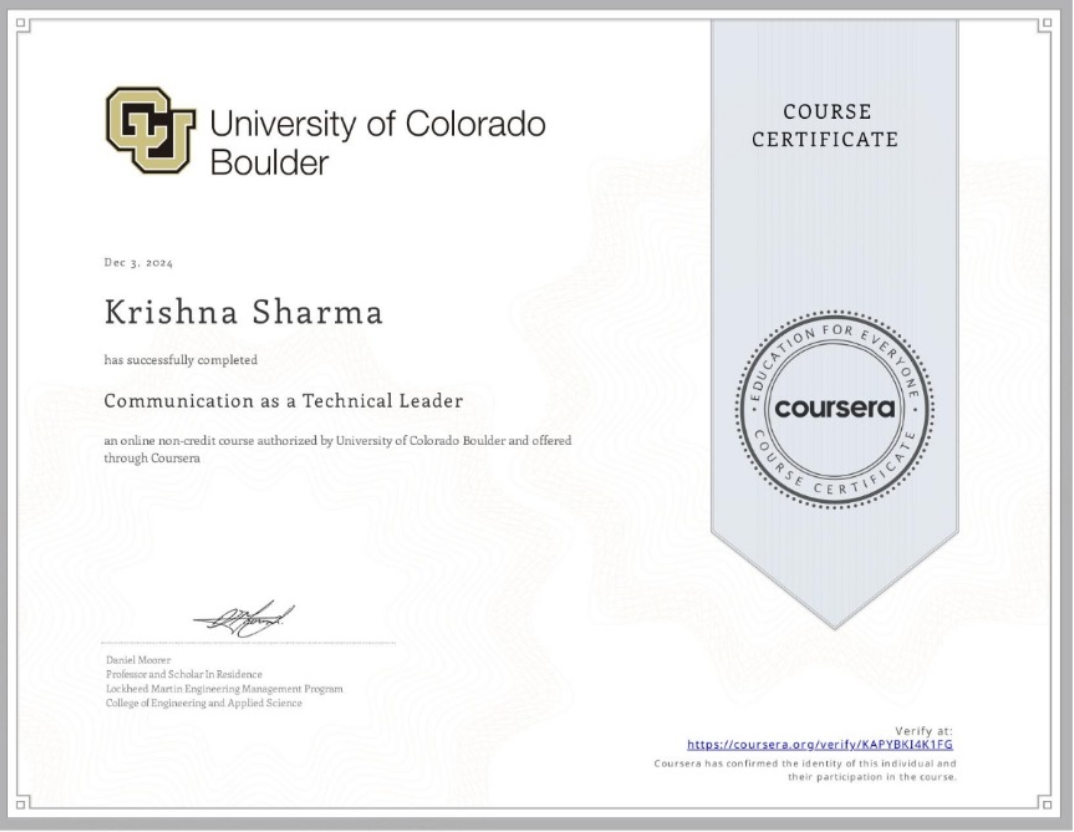 University of Colorado
Boulder
COURSE
CERTIFICATE
Dec 3, 2024
Krishna Sharma
has successfully completed
Communication as a Technical Leader
an online non-credit course authorized by University of Colorado Boulder and offered
through Coursera
EDUCATION FOR EVERYONE
coursera
COURSE CERTIFICATE
Daniel Moorer
Professor and Scholar In Residence
Lockheed Martin Engineering Management Program
College of Engineering and Applied Science
Verify at:
https://coursera.org/verify/KAPYBKI4K1FG
Coursera has confirmed the identity of this individual and
their participation in the course.